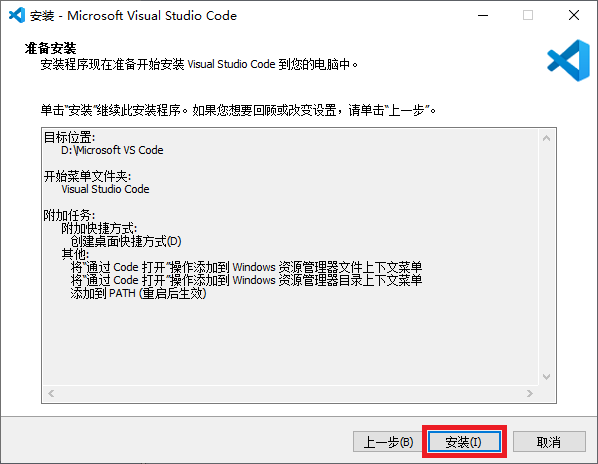 安装 - Microsoft Visual Studio Code
准备安装
安装程序现在准备开始安装 Visual Studio Code 到您的电脑中。
单击“安装”继续此安装程序。如果您想要回顾或改变设置，请单击“上一步”。
目标位置:
D:\Microsoft VS Code
开始菜单文件夹:
Visual Studio Code
附加任务:
附加快捷方式:
创建桌面快捷方式(D)
其他:
将“通过 Code 打开”操作添加到 Windows 资源管理器文件上下文菜单
将“通过 Code 打开”操作添加到 Windows 资源管理器目录上下文菜单
添加到 PATH (重启后生效)
上一步(B) 安装(I) 取消